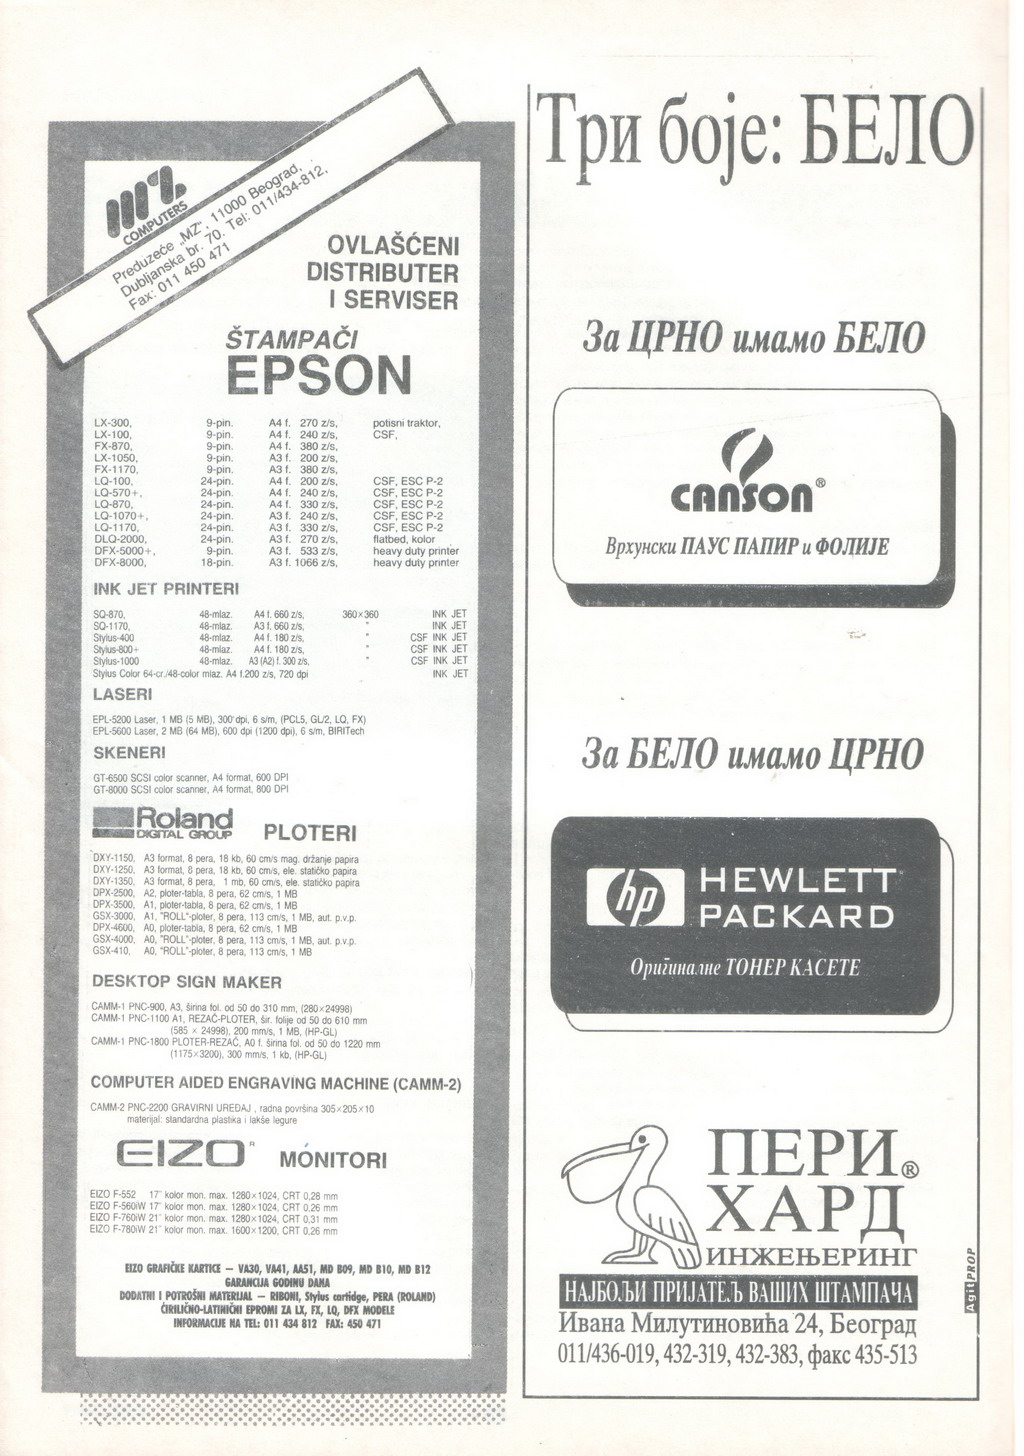 MZ
COMPUTERS
Preduzeće „MZ", 11000 Beograd,
Dubljanska br. 70. Tel: 011/434-812,
Fax: 011 450 471
OVLAŠĆENI
DISTRIBUTER
I SERVISER
ŠTAMPAČI
EPSON
LX-300, 9-pin. A4 f. 270 z/s, potisni traktor,
LX-100, 9-pin. A4 f. 240 z/s, CSF,
FX-870, 9-pin. A4 f. 380 z/s,
LX-1050, 9-pin. A3 f. 200 z/s,
FX-1170, 9-pin. A3 f. 380 z/s,
LQ-100, 24-pin. A4 f. 200 z/s, CSF, ESC P-2
LQ-570+, 24-pin. A4 f. 240 z/s, CSF, ESC P-2
LQ-870, 24-pin. A4 f. 330 z/s, CSF, ESC P-2
LQ-1070+, 24-pin. A3 f. 240 z/s, CSF, ESC P-2
LQ-1170, 24-pin. A3 f. 330 z/s, CSF, ESC P-2
DLQ-2000, 24-pin. A3 f. 270 z/s, flatbed, kolor
DFX-5000+, 9-pin. A3 f. 533 z/s, heavy duty printer
DFX-8000, 18-pin. A3 f. 1066 z/s, heavy duty printer
INK JET PRINTERI
SQ-870, 48-mlaz. A4 f. 660 z/s, 360×360 INK JET
SQ-1170, 48-mlaz. A3 f. 660 z/s, " INK JET
Stylus-400 48-mlaz. A4 f. 180 z/s, " CSF INK JET
Stylus-800+ 48-mlaz. A4 f. 180 z/s, " CSF INK JET
Stylus-1000 48-mlaz. A3 (A2) f. 300 z/s, " CSF INK JET
Stylus Color 64-cr./48-color mlaz. A4 f.200 z/s, 720 dpi INK JET
LASERI
EPL-5200 Laser, 1 MB (5 MB), 300 dpi, 6 s/m, (PCL5, GL/2, LQ, FX)
EPL-5600 Laser, 2 MB (64 MB), 600 dpi (1200 dpi), 6 s/m, BIRITech
SKENERI
GT-6500 SCSI color scanner, A4 format, 600 DPI
GT-8000 SCSI color scanner, A4 format, 800 DPI
Roland
DIGITAL GROUP PLOTERI
DXY-1150, A3 format, 8 pera, 18 kb, 60 cm/s mag. držanje papira
DXY-1250, A3 format, 8 pera, 18 kb, 60 cm/s, ele. statičko papira
DXY-1350, A3 format, 8 pera, 1 mb, 60 cm/s, ele. statičko papira
DPX-2500, A2, ploter-tabla, 8 pera, 62 cm/s, 1 MB
DPX-3500, A1, ploter-tabla, 8 pera, 62 cm/s, 1 MB
GSX-3000, A1, "ROLL"-ploter, 8 pera, 113 cm/s, 1 MB, aut. p.v.p.
DPX-4600, A0, ploter-tabla, 8 pera, 62 cm/s, 1 MB
GSX-4000, A0, "ROLL"-ploter, 8 pera, 113 cm/s, 1 MB, aut. p.v.p.
GSX-410, A0, "ROLL"-ploter, 8 pera, 113 cm/s, 1 MB
DESKTOP SIGN MAKER
CAMM-1 PNC-900, A3, širina fol. od 50 do 310 mm, (280×24998)
CAMM-1 PNC-1100 A1, REZAČ-PLOTER, šir. folije od 50 do 610 mm
(585 × 24998), 200 mm/s, 1 MB, (HP-GL)
CAMM-1 PNC-1800 PLOTER-REZAČ, A0 f. širina fol. od 50 do 1220 mm
(1175×3200), 300 mm/s, 1 kb, (HP-GL)
COMPUTER AIDED ENGRAVING MACHINE (CAMM-2)
CAMM-2 PNC-2200 GRAVIRNI UREDAJ , radna površina 305×205×10
materijal: standardna plastika i lakše legure
EIZO R MONITORI
EIZO F-552 17" kolor mon. max. 1280×1024, CRT 0,28 mm
EIZO F-560iW 17" kolor mon. max. 1280×1024, CRT 0,26 mm
EIZO F-760iW 21" kolor mon. max. 1280×1024, CRT 0,31 mm
EIZO F-780iW 21" kolor mon. max. 1600×1200, CRT 0,26 mm
EIZO GRAFIČKE KARTICE – VA30, VA41, AA51, MD B09, MD B10, MD B12
GARANCIJA GODINU DANA
DODATNI I POTROŠNI MATERIJAL – RIBONI, Stylus cartidge, PERA (ROLAND)
ĆIRILIČNO-LATINIČNI EPROMI ZA LX, FX, LQ, DFX MODELE
INFORMACIJE NA TEL: 011 434 812 FAX: 450 471
Три боје: БЕЛО
За ЦРНО имамо БЕЛО
canson®
Врхунски ПАУС ПАПИР и ФОЛИЈЕ
За БЕЛО имамо ЦРНО
hp HEWLETT
PACKARD
Оригиналне ТОНЕР КАСЕТЕ
ПЕРИ®
ХАРД
ИНЖЕЊЕРИНГ
НАЈБОЉИ ПРИЈАТЕЉ ВАШИХ ШТАМПАЧА
Ивана Милутиновића 24, Београд
011/436-019, 432-319, 432-383, факс 435-513
AgitPROP